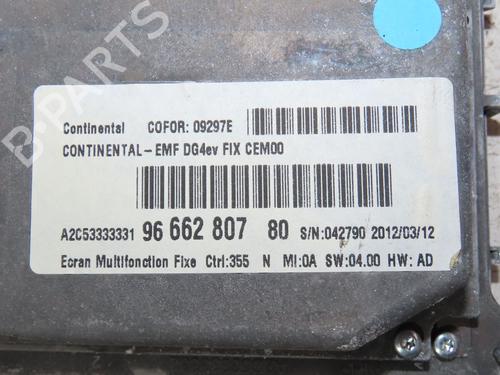 B-PARTS
Continental COFOR: 09297E
CONTINENTAL-EMF DG4ev FIX CEM00
A2C53333331 96 662 807 80 S/N:042790 2012/03/12
Ecran Multifonction Fixe Ctrl:355 N MI:0A SW:04.00 HW: AD